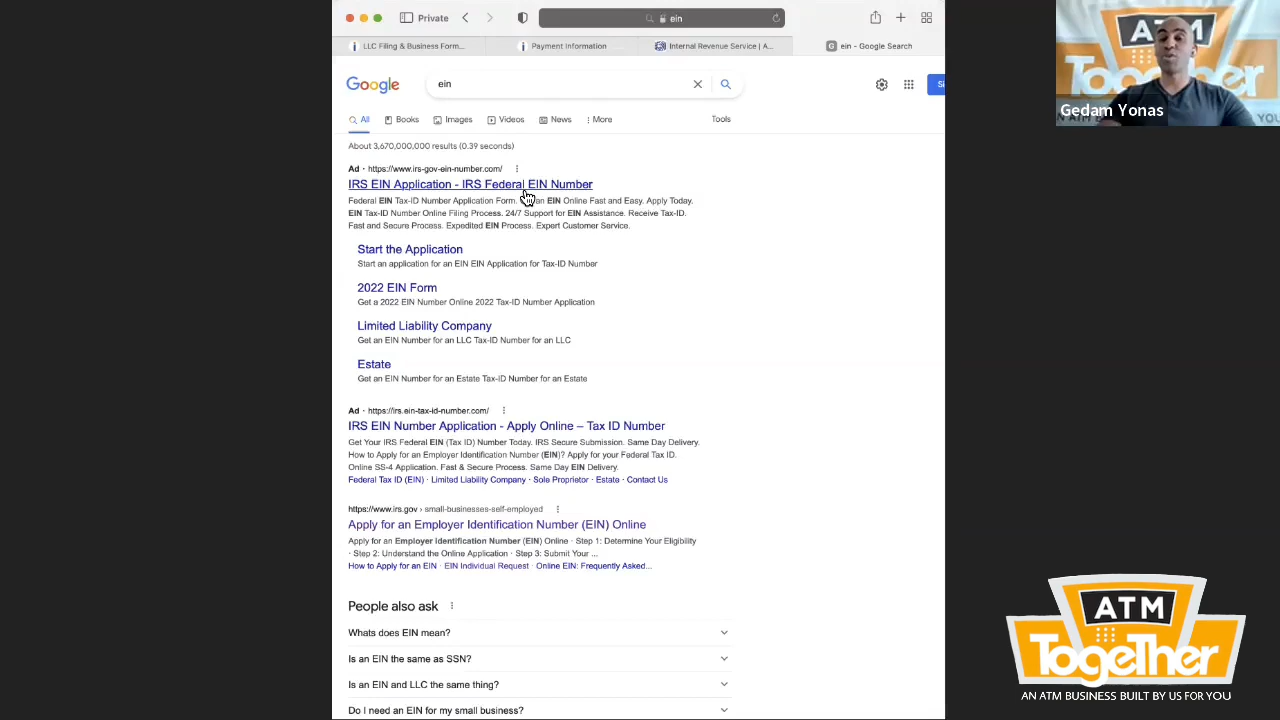 Private
ein
LLC Filing & Business Form...
Payment Information
Internal Revenue Service | A...
G ein - Google Search
Google
ein
All
Books
Images
Videos
News
More
Tools
About 3,670,000,000 results (0.39 seconds)
Ad · https://www.irs-gov-ein-number.com/
IRS EIN Application - IRS Federal EIN Number
Federal EIN Tax-ID Number Application Form. an EIN Online Fast and Easy. Apply Today.
EIN Tax-ID Number Online Filing Process. 24/7 Support for EIN Assistance. Receive Tax-ID.
Fast and Secure Process. Expedited EIN Process. Expert Customer Service.
Start the Application
Start an application for an EIN EIN Application for Tax-ID Number
2022 EIN Form
Get a 2022 EIN Number Online 2022 Tax-ID Number Application
Limited Liability Company
Get an EIN Number for an LLC Tax-ID Number for an LLC
Estate
Get an EIN Number for an Estate Tax-ID Number for an Estate
Ad · https://irs.ein-tax-id-number.com/
IRS EIN Number Application - Apply Online – Tax ID Number
Get Your IRS Federal EIN (Tax ID) Number Today. IRS Secure Submission. Same Day Delivery.
How to Apply for an Employer Identification Number (EIN)? Apply for your Federal Tax ID.
Online SS-4 Application. Fast & Secure Process. Same Day EIN Delivery.
Federal Tax ID (EIN) · Limited Liability Company · Sole Proprietor · Estate · Contact Us
https://www.irs.gov › small-businesses-self-employed
Apply for an Employer Identification Number (EIN) Online
Apply for an Employer Identification Number (EIN) Online · Step 1: Determine Your Eligibility
· Step 2: Understand the Online Application · Step 3: Submit Your ...
How to Apply for an EIN · EIN Individual Request · Online EIN: Frequently Asked...
People also ask
Whats does EIN mean?
Is an EIN the same as SSN?
Is an EIN and LLC the same thing?
Do I need an EIN for my small business?
ATM
Together
Gedam Yonas
ATM
Together
AN ATM BUSINESS BUILT BY US FOR YOU